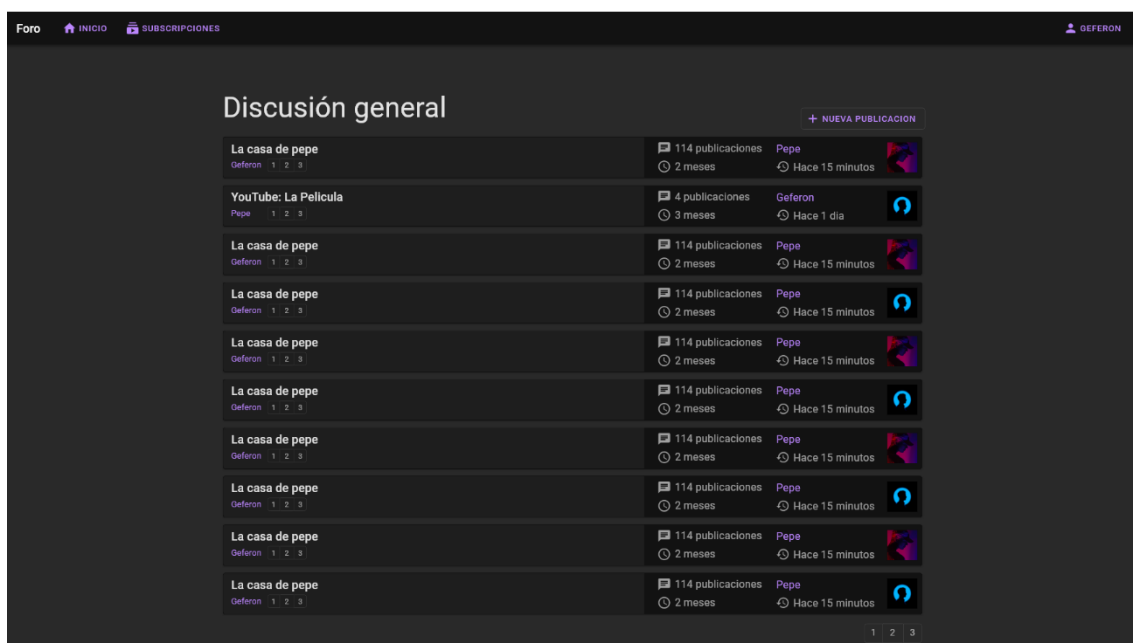 Foro INICIO SUBSCRIPCIONES GEFERON
Discusión general
+ NUEVA PUBLICACION
La casa de pepe 114 publicaciones Pepe
Geferon 1 2 3 2 meses Hace 15 minutos
YouTube: La Pelicula 4 publicaciones Geferon
Pepe 1 2 3 3 meses Hace 1 dia
La casa de pepe 114 publicaciones Pepe
Geferon 1 2 3 2 meses Hace 15 minutos
La casa de pepe 114 publicaciones Pepe
Geferon 1 2 3 2 meses Hace 15 minutos
La casa de pepe 114 publicaciones Pepe
Geferon 1 2 3 2 meses Hace 15 minutos
La casa de pepe 114 publicaciones Pepe
Geferon 1 2 3 2 meses Hace 15 minutos
La casa de pepe 114 publicaciones Pepe
Geferon 1 2 3 2 meses Hace 15 minutos
La casa de pepe 114 publicaciones Pepe
Geferon 1 2 3 2 meses Hace 15 minutos
La casa de pepe 114 publicaciones Pepe
Geferon 1 2 3 2 meses Hace 15 minutos
La casa de pepe 114 publicaciones Pepe
Geferon 1 2 3 2 meses Hace 15 minutos
1 2 3